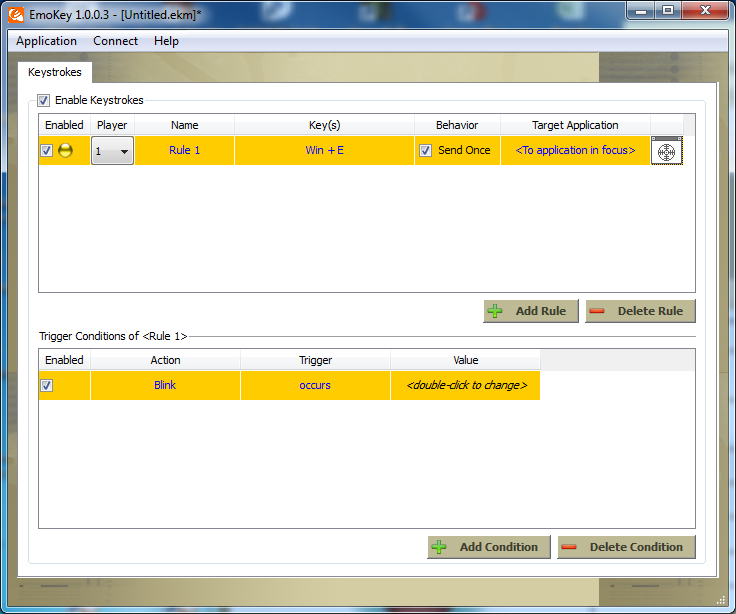 EmoKey 1.0.0.3 - [Untitled.ekm]*
Application Connect Help
Keystrokes
Enable Keystrokes
Enabled Player Name Key(s) Behavior Target Application
1 Rule 1 Win + E Send Once <To application in focus>
Add Rule Delete Rule
Trigger Conditions of <Rule 1>
Enabled Action Trigger Value
Blink occurs <double-click to change>
Add Condition Delete Condition